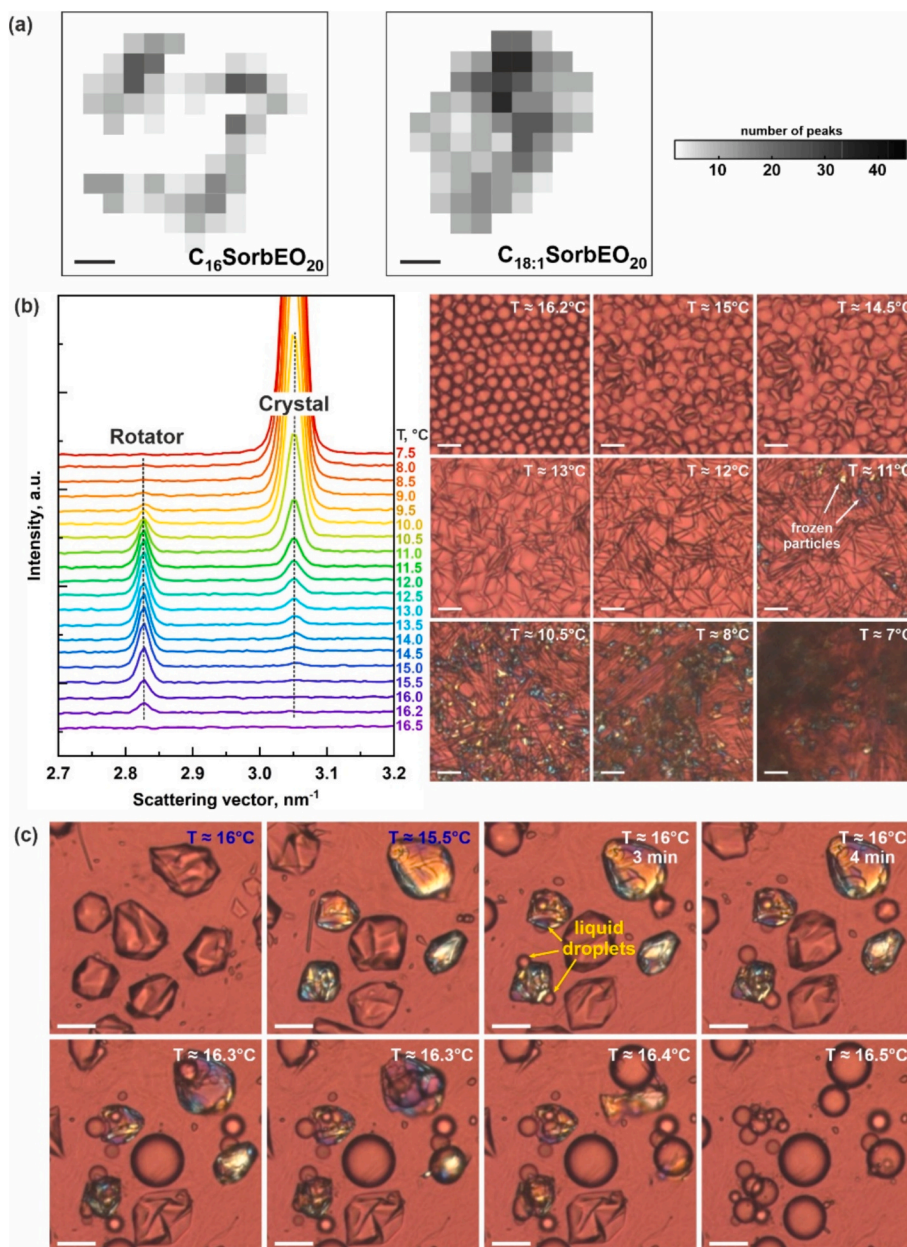 (a)
C₁₆SorbEO₂₀
C₁₈:₁SorbEO₂₀
number of peaks
10 20 30 40
(b)
Intensity, a.u.
Rotator
Crystal
T, °C
7.5
8.0
8.5
9.0
9.5
10.0
10.5
11.0
11.5
12.0
12.5
13.0
13.5
14.0
14.5
15.0
15.5
16.0
16.2
16.5
2.7 2.8 2.9 3.0 3.1 3.2
Scattering vector, nm⁻¹
T ≈ 16.2°C
T ≈ 15°C
T ≈ 14.5°C
T ≈ 13°C
T ≈ 12°C
T ≈ 11°C
frozen
particles
T ≈ 10.5°C
T ≈ 8°C
T ≈ 7°C
(c)
T ≈ 16°C
T ≈ 15.5°C
T ≈ 16°C
3 min
liquid
droplets
T ≈ 16°C
4 min
T ≈ 16.3°C
T ≈ 16.3°C
T ≈ 16.4°C
T ≈ 16.5°C